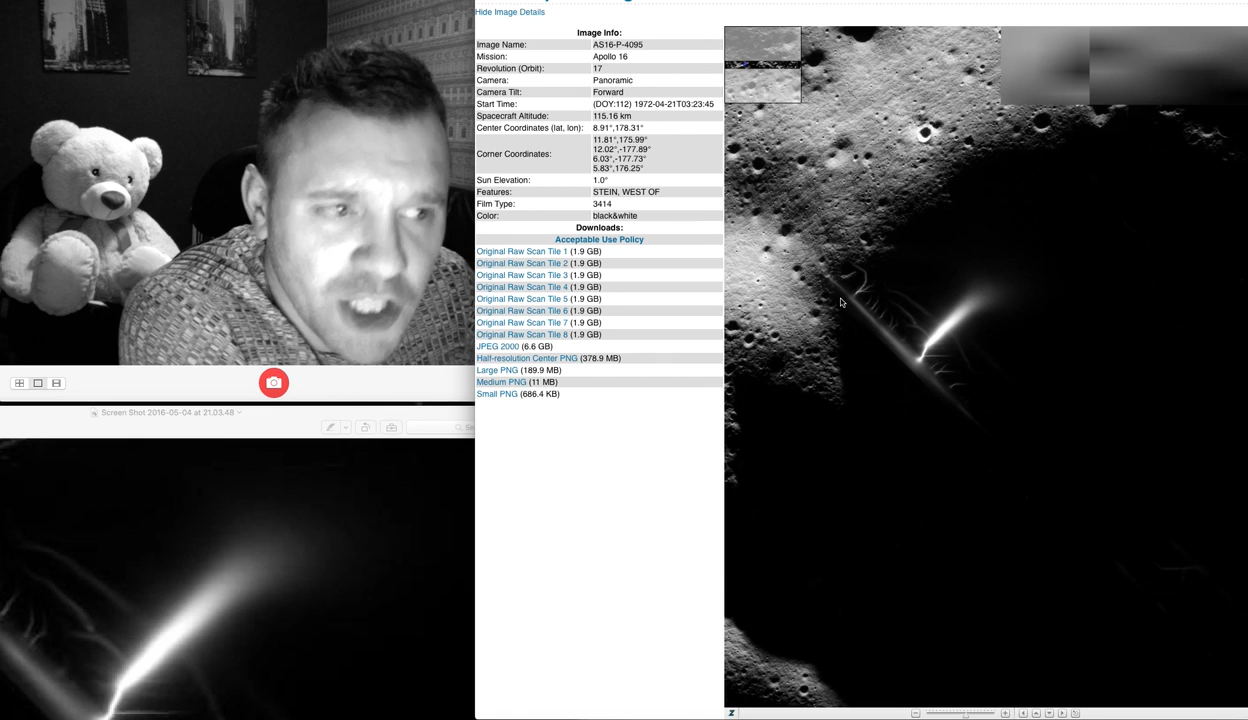 Hide Image Details
Image Info:
Image Name: AS16-P-4095
Mission: Apollo 16
Revolution (Orbit): 17
Camera: Panoramic
Camera Tilt: Forward
Start Time: (DOY:112) 1972-04-21T03:23:45
Spacecraft Altitude: 115.16 km
Center Coordinates (lat, lon): 8.91°,178.31°
Corner Coordinates: 11.81°,175.99°
12.02°,-177.89°
6.03°,-177.73°
5.83°,176.25°
Sun Elevation: 1.0°
Features: STEIN, WEST OF
Film Type: 3414
Color: black&white
Downloads:
Acceptable Use Policy
Original Raw Scan Tile 1 (1.9 GB)
Original Raw Scan Tile 2 (1.9 GB)
Original Raw Scan Tile 3 (1.9 GB)
Original Raw Scan Tile 4 (1.9 GB)
Original Raw Scan Tile 5 (1.9 GB)
Original Raw Scan Tile 6 (1.9 GB)
Original Raw Scan Tile 7 (1.9 GB)
Original Raw Scan Tile 8 (1.9 GB)
JPEG 2000 (6.6 GB)
Half-resolution Center PNG (378.9 MB)
Large PNG (189.9 MB)
Medium PNG (11 MB)
Small PNG (686.4 KB)
Screen Shot 2016-05-04 at 21.03.48
Z